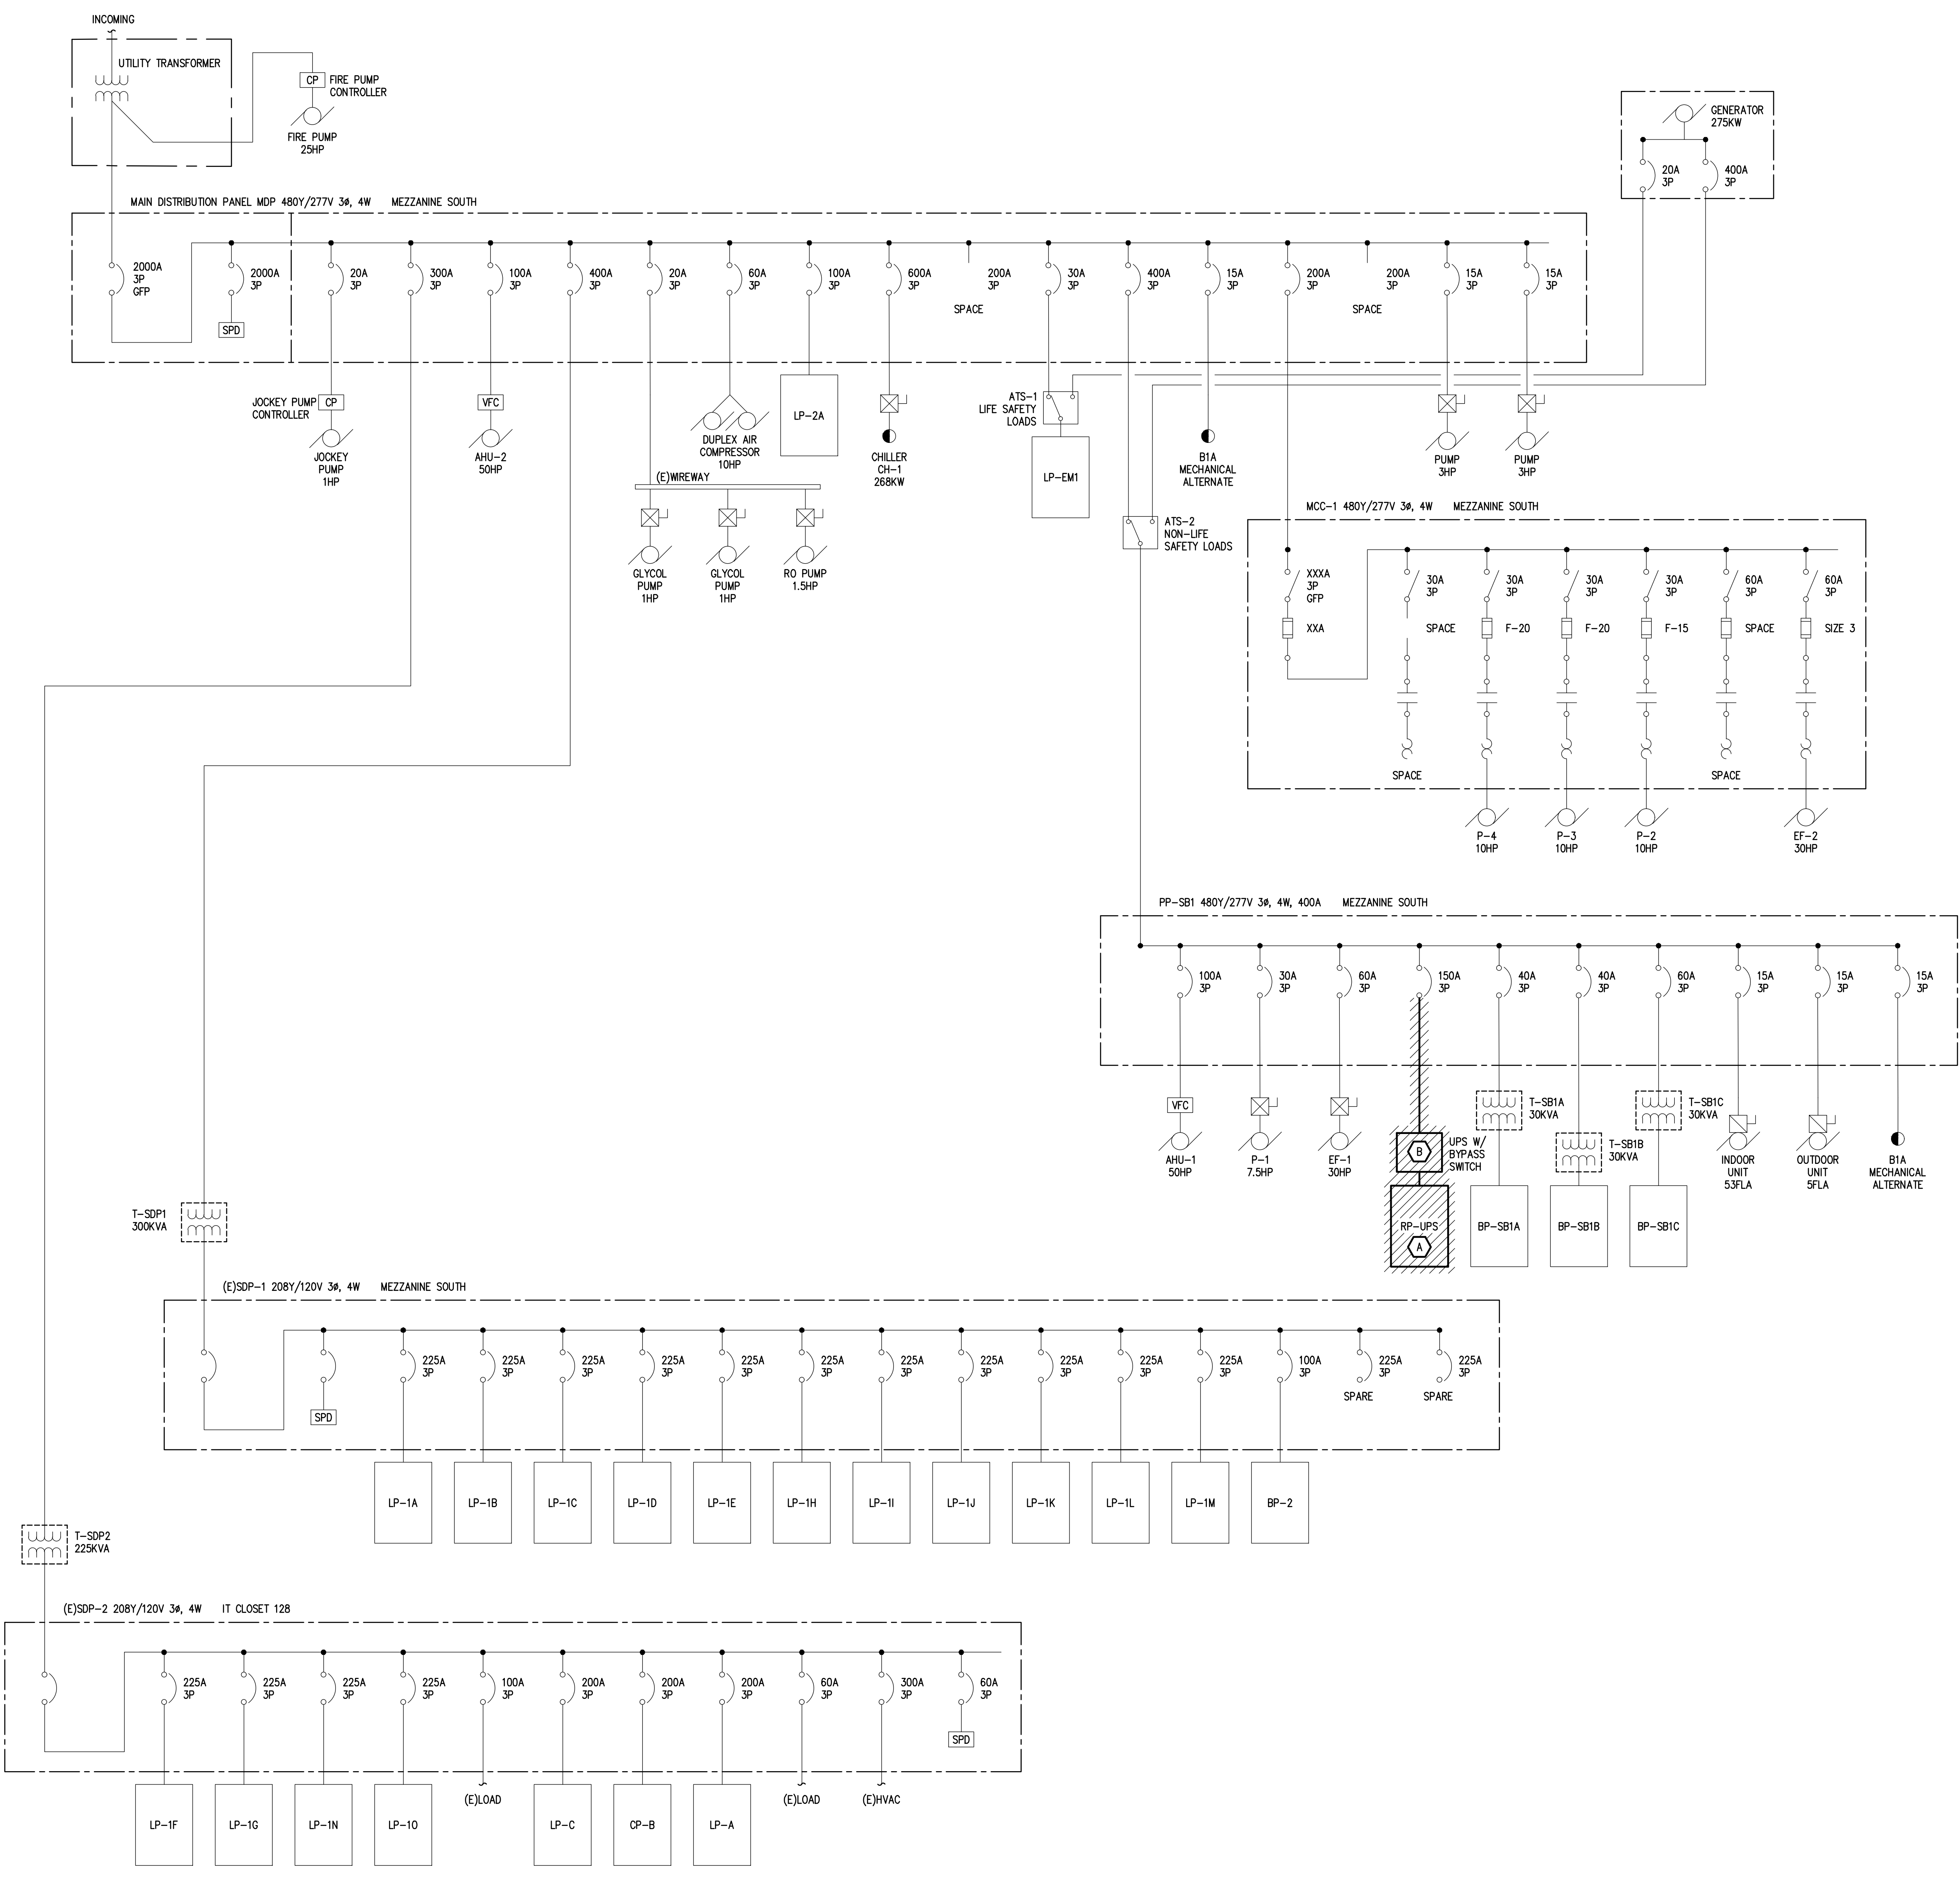 INCOMING
UTILITY TRANSFORMER
CP
FIRE PUMP
CONTROLLER
FIRE PUMP
25HP
GENERATOR
275KW
20A
3P
400A
3P
MAIN DISTRIBUTION PANEL MDP 480Y/277V 3ø, 4W MEZZANINE SOUTH
2000A
3P
GFP
2000A
3P
SPD
20A
3P
300A
3P
100A
3P
400A
3P
20A
3P
60A
3P
100A
3P
600A
3P
200A
3P
SPACE
30A
3P
400A
3P
15A
3P
200A
3P
200A
3P
SPACE
15A
3P
15A
3P
JOCKEY PUMP
CONTROLLER
CP
JOCKEY
PUMP
1HP
VFC
AHU-2
50HP
DUPLEX AIR
COMPRESSOR
10HP
LP-2A
CHILLER
CH-1
268KW
ATS-1
LIFE SAFETY
LOADS
LP-EM1
B1A
MECHANICAL
ALTERNATE
PUMP
3HP
PUMP
3HP
(E)WIREWAY
GLYCOL
PUMP
1HP
GLYCOL
PUMP
1HP
RO PUMP
1.5HP
ATS-2
NON-LIFE
SAFETY LOADS
MCC-1 480Y/277V 3ø, 4W MEZZANINE SOUTH
XXXA
3P
GFP
XXA
30A
3P
SPACE
SPACE
30A
3P
F-20
30A
3P
F-20
30A
3P
F-15
60A
3P
SPACE
SPACE
60A
3P
SIZE 3
P-4
10HP
P-3
10HP
P-2
10HP
EF-2
30HP
PP-SB1 480Y/277V 3ø, 4W, 400A MEZZANINE SOUTH
100A
3P
30A
3P
60A
3P
150A
3P
40A
3P
40A
3P
60A
3P
15A
3P
15A
3P
15A
3P
VFC
AHU-1
50HP
P-1
7.5HP
EF-1
30HP
B
UPS W/
BYPASS
SWITCH
RP-UPS
A
T-SB1A
30KVA
BP-SB1A
T-SB1B
30KVA
BP-SB1B
T-SB1C
30KVA
BP-SB1C
INDOOR
UNIT
53FLA
OUTDOOR
UNIT
5FLA
B1A
MECHANICAL
ALTERNATE
T-SDP1
300KVA
(E)SDP-1 208Y/120V 3ø, 4W MEZZANINE SOUTH
SPD
225A
3P
225A
3P
225A
3P
225A
3P
225A
3P
225A
3P
225A
3P
225A
3P
225A
3P
225A
3P
225A
3P
100A
3P
225A
3P
SPARE
225A
3P
SPARE
LP-1A
LP-1B
LP-1C
LP-1D
LP-1E
LP-1H
LP-1I
LP-1J
LP-1K
LP-1L
LP-1M
BP-2
T-SDP2
225KVA
(E)SDP-2 208Y/120V 3ø, 4W IT CLOSET 128
225A
3P
225A
3P
225A
3P
225A
3P
100A
3P
200A
3P
200A
3P
200A
3P
60A
3P
300A
3P
60A
3P
SPD
LP-1F
LP-1G
LP-1N
LP-1O
(E)LOAD
LP-C
CP-B
LP-A
(E)LOAD
(E)HVAC